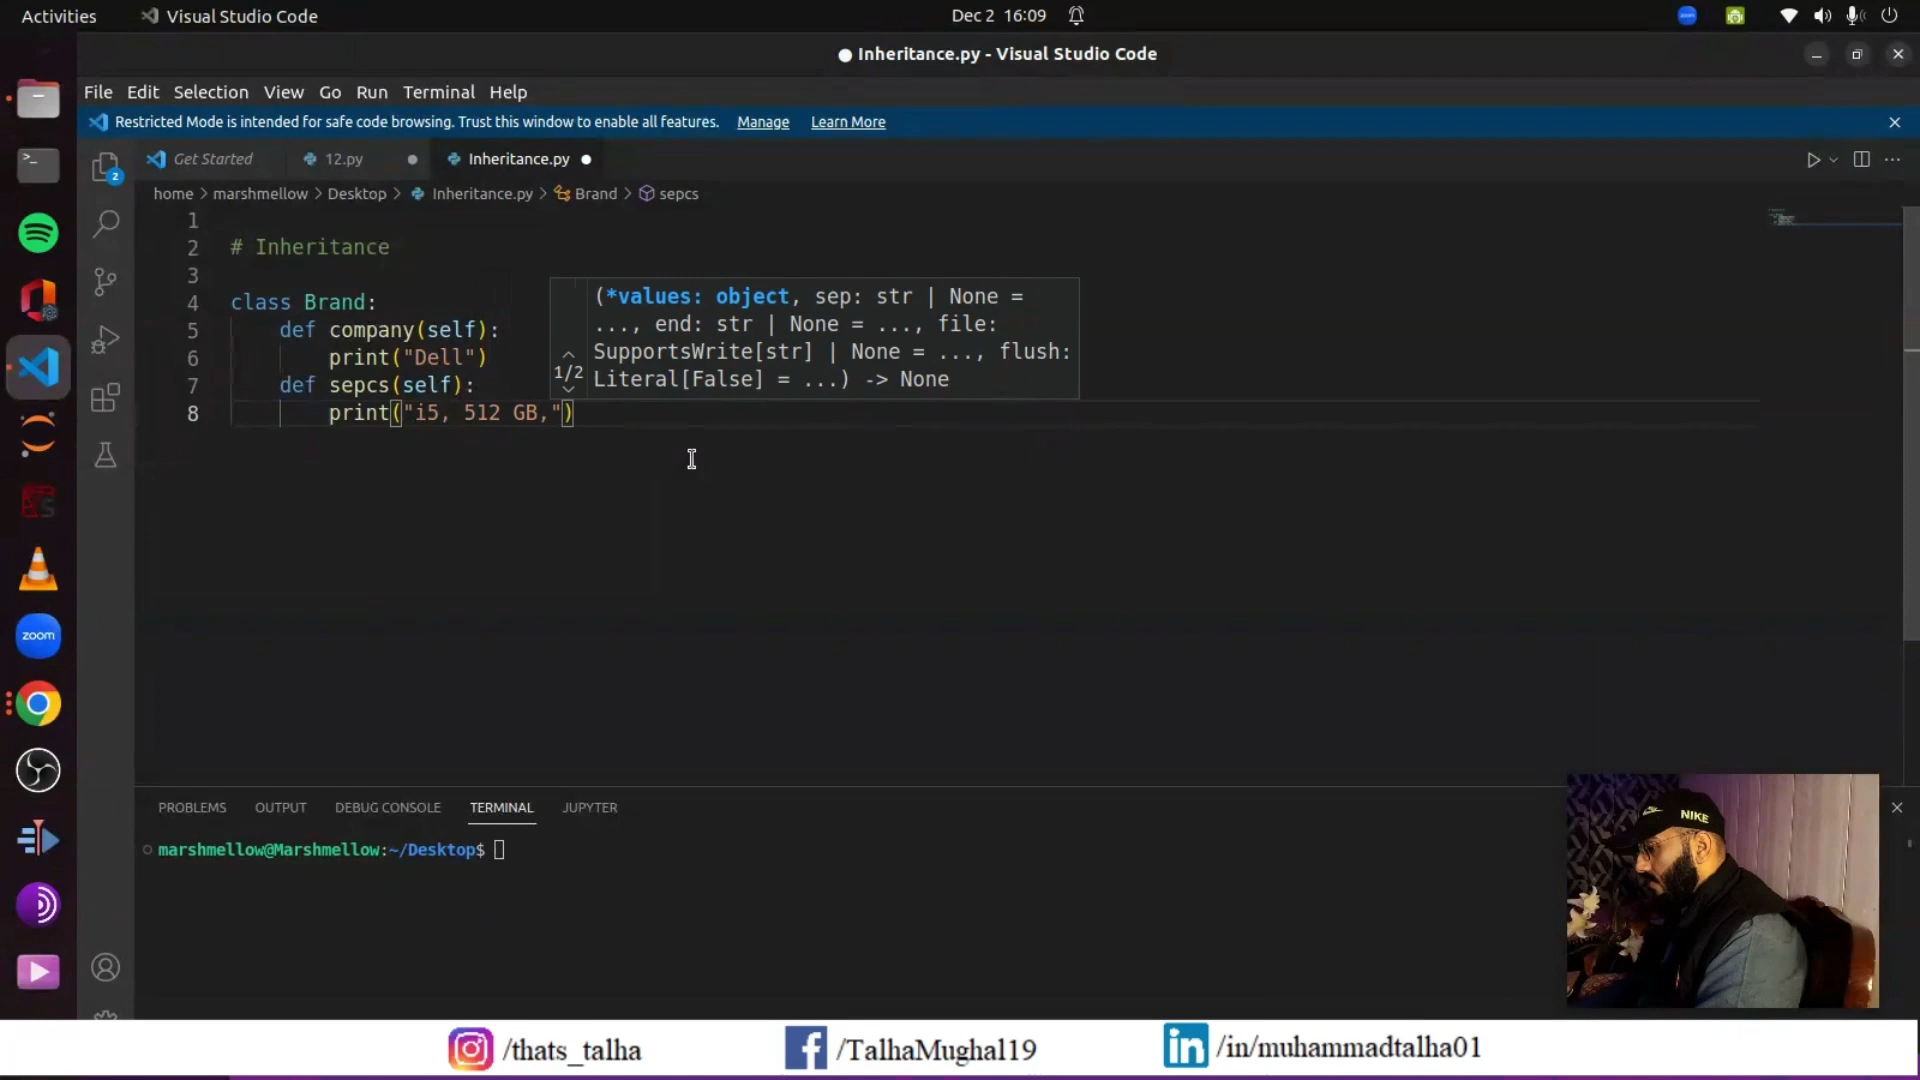 Activities Visual Studio Code Dec 2 16:09
Inheritance.py - Visual Studio Code
File Edit Selection View Go Run Terminal Help
Restricted Mode is intended for safe code browsing. Trust this window to enable all features. Manage Learn More
Get Started 12.py Inheritance.py
home > marshmellow > Desktop > Inheritance.py > Brand > sepcs
2
1
2 # Inheritance
3
4 class Brand:
5 def company(self):
6 print("Dell")
7 def sepcs(self):
8 print("i5, 512 GB,")
(*values: object, sep: str | None =
..., end: str | None = ..., file:
SupportsWrite[str] | None = ..., flush:
Literal[False] = ...) -> None
1/2
zoom
PROBLEMS OUTPUT DEBUG CONSOLE TERMINAL JUPYTER
marshmellow@Marshmellow:~/Desktop$
NIKE
/thats_talha /TalhaMughal19 /in/muhammadtalha01